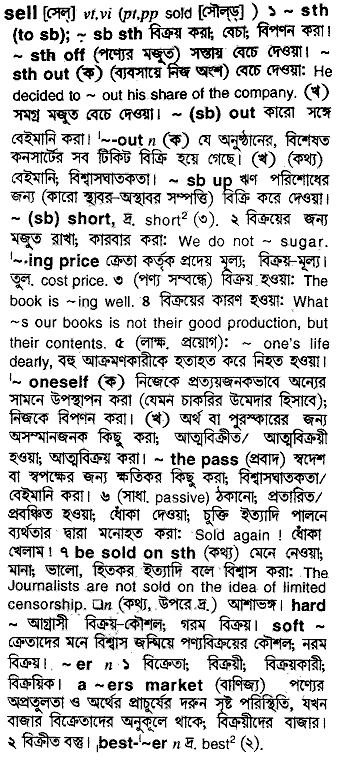 sell [সেল্] vt,vi (pt,pp sold [সৌল্ড্] ) ১ ~ sth
(to sb); ~ sb sth বিক্রয় করা; বেচা; বিপণন করা।
~ sth off (পণ্যের মজুত) সস্তায় বেচে দেওয়া। ~
sth out (ক) (ব্যবসায়ে নিজ অংশ) বেচে দেওয়া: He
decided to ~ out his share of the company. (খ)
সমগ্র মজুত বেচে দেওয়া। ~ (sb) out কারো সঙ্গে
বেইমানি করা। ˈ~-out n (ক) যে অনুষ্ঠানের, বিশেষত
কনসার্টের সব টিকিট বিক্রি হয়ে গেছে। (খ) (কথ্য)
বেইমানি; বিশ্বাসঘাতকতা। ~ sb up ঋণ পরিশোধের
জন্য (কারো স্থাবর-অস্থাবর সম্পত্তি) বিক্রি করে দেওয়া।
~ (sb) short, দ্র. short² (৩). ২ বিক্রয়ের জন্য
মজুত রাখা; কারবার করা: We do not ~ sugar.
ˈ~·ing price ক্রেতা কর্তৃক প্রদেয় মূল্য; বিক্রয়-মূল্য।
তুল. cost price. ৩ (পণ্য সম্বন্ধে) বিক্রয় হওয়া: The
book is ~ing well. ৪ বিক্রয়ের কারণ হওয়া: What
~s our books is not their good production, but
their contents. ৫ (লাক্ষ. প্রয়োগ): ~ one's life
dearly, বহু আক্রমণকারীকে হতাহত করে নিহত হওয়া।
ˈ~ oneself (ক) নিজেকে প্রত্যয়জনকভাবে অন্যের
সামনে উপস্থাপন করা (যেমন চাকরির উমেদার হিসাবে);
নিজকে বিপণন করা। (খ) অর্থ বা পুরস্কারের জন্য
অসম্মানজনক কিছু করা; আত্মবিক্রীত/ আত্মবিক্রয়ী
হওয়া; আত্মবিক্রয় করা। ~ the pass (প্রবাদ) স্বদেশ
বা স্বপক্ষের জন্য ক্ষতিকর কিছু করা; বিশ্বাসঘাতকতা/
বেইমানি করা। ৬ (সাধা. passive) ঠকানো; প্রতারিত/
প্রবঞ্চিত হওয়া; ধোঁকা দেওয়া; চুক্তি ইত্যাদি পালনে
ব্যর্থতার দ্বারা মনোহত করা: Sold again ! ধোঁকা
খেলাম! ৭ be sold on sth (কথ্য) মেনে নেওয়া;
মানা; ভালো, হিতকর ইত্যাদি বলে বিশ্বাস করা: The
Journalists are not sold on the idea of limited
censorship. □n (কথ্য, উপরে দ্র.) আশাভঙ্গ। hard
~ আগ্রাসী বিক্রয়-কৌশল; গরম বিক্রয়। soft ~
ক্রেতাদের মনে বিশ্বাস জন্মিয়ে পণ্যবিক্রয়ের কৌশল; নরম
বিক্রয়। ~ er n ১ বিক্রেতা; বিক্রয়ী; বিক্রয়কারী;
বিক্রয়িক। a ~ers market (বাণিজ্য) পণ্যের
অপ্রতুলতা ও অর্থের প্রাচুর্যের দরুন সৃষ্ট পরিস্থিতি, যখন
বাজার বিক্রেতাদের অনুকূলে থাকে; বিক্রয়ীদের বাজার।
২ বিক্রীত বস্তু। ˌbest-ˈ~er n দ্র. best² (২).